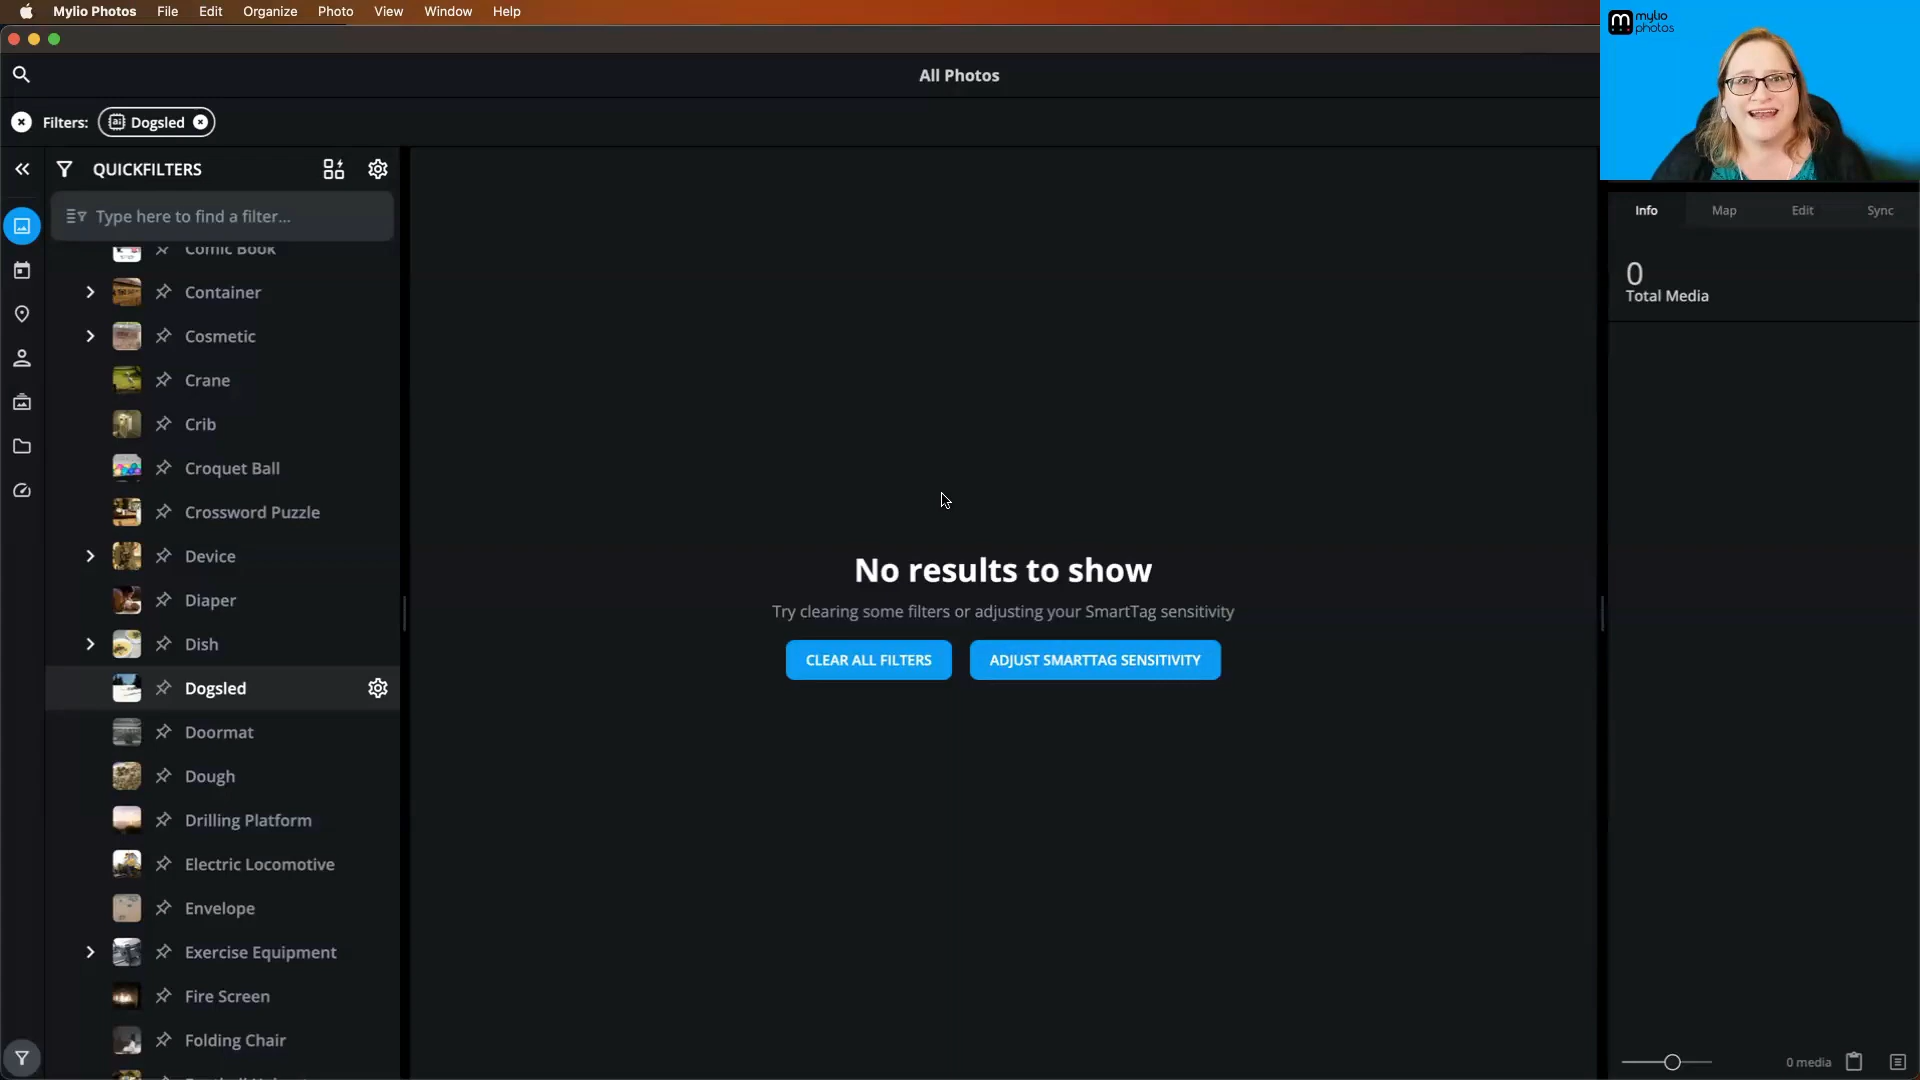 Mylio Photos File Edit Organize Photo View Window Help
mylio photos
All Photos
Filters: Dogsled
QUICKFILTERS
Type here to find a filter...
Comic Book
Container
Cosmetic
Crane
Crib
Croquet Ball
Crossword Puzzle
Device
Diaper
Dish
Dogsled
Doormat
Dough
Drilling Platform
Electric Locomotive
Envelope
Exercise Equipment
Fire Screen
Folding Chair
No results to show
Try clearing some filters or adjusting your SmartTag sensitivity
CLEAR ALL FILTERS ADJUST SMARTTAG SENSITIVITY
Info Map Edit Sync
0
Total Media
0 media